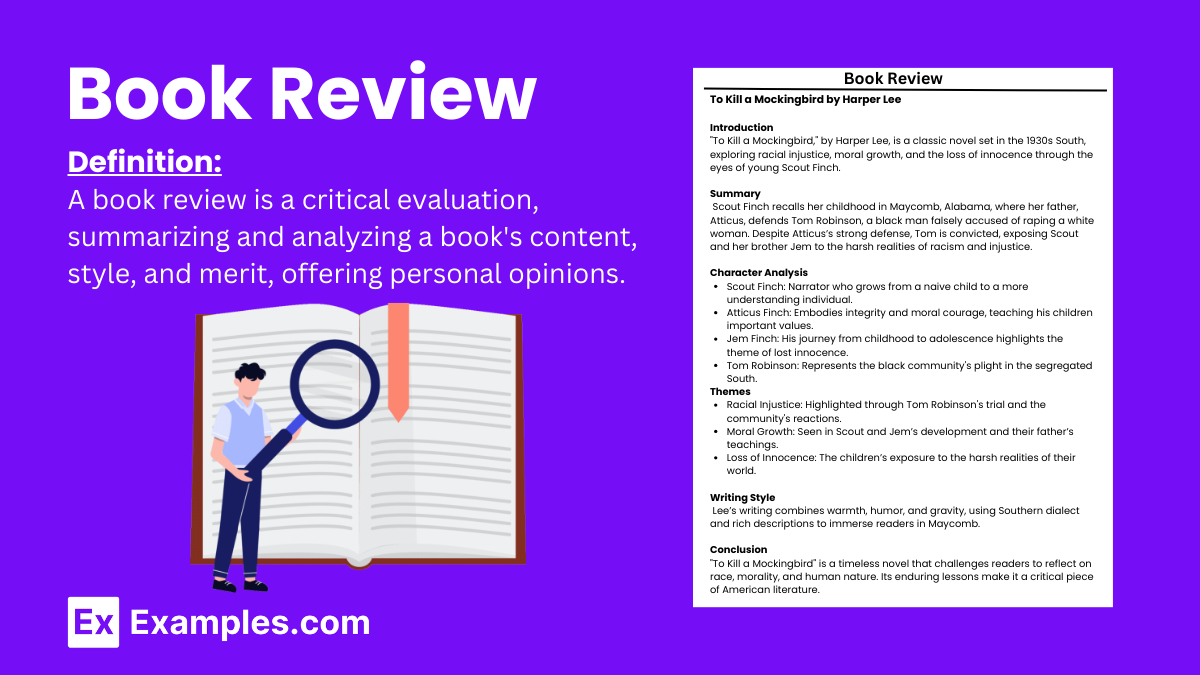 Book Review
Definition:
A book review is a critical evaluation,
summarizing and analyzing a book's content,
style, and merit, offering personal opinions.
Ex Examples.com
Book Review
To Kill a Mockingbird by Harper Lee
Introduction
"To Kill a Mockingbird," by Harper Lee, is a classic novel set in the 1930s South,
exploring racial injustice, moral growth, and the loss of innocence through the
eyes of young Scout Finch.
Summary
Scout Finch recalls her childhood in Maycomb, Alabama, where her father,
Atticus, defends Tom Robinson, a black man falsely accused of raping a white
woman. Despite Atticus’s strong defense, Tom is convicted, exposing Scout
and her brother Jem to the harsh realities of racism and injustice.
Character Analysis
• Scout Finch: Narrator who grows from a naive child to a more
understanding individual.
• Atticus Finch: Embodies integrity and moral courage, teaching his children
important values.
• Jem Finch: His journey from childhood to adolescence highlights the
theme of lost innocence.
• Tom Robinson: Represents the black community's plight in the segregated
South.
Themes
• Racial Injustice: Highlighted through Tom Robinson's trial and the
community's reactions.
• Moral Growth: Seen in Scout and Jem’s development and their father’s
teachings.
• Loss of Innocence: The children’s exposure to the harsh realities of their
world.
Writing Style
Lee’s writing combines warmth, humor, and gravity, using Southern dialect
and rich descriptions to immerse readers in Maycomb.
Conclusion
"To Kill a Mockingbird" is a timeless novel that challenges readers to reflect on
race, morality, and human nature. Its enduring lessons make it a critical piece
of American literature.